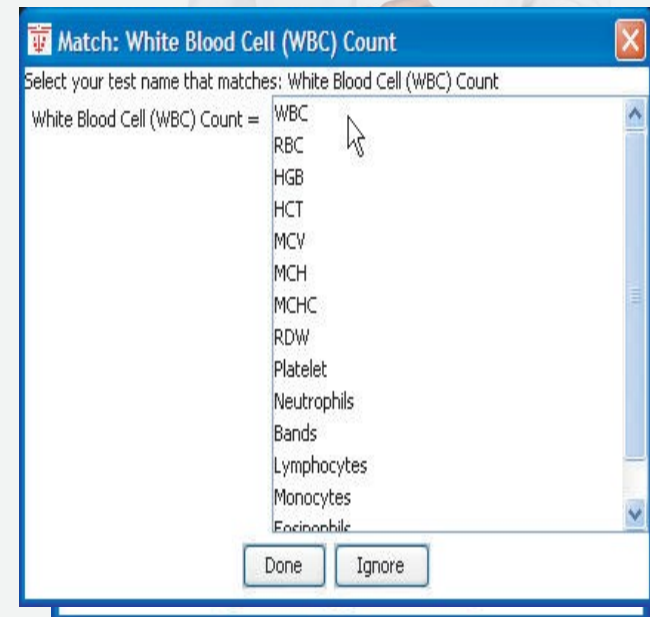 Match: White Blood Cell (WBC) Count
Select your test name that matches: White Blood Cell (WBC) Count
White Blood Cell (WBC) Count =
WBC
RBC
HGB
HCT
MCV
MCH
MCHC
RDW
Platelet
Neutrophils
Bands
Lymphocytes
Monocytes
Eosinophils
Done Ignore